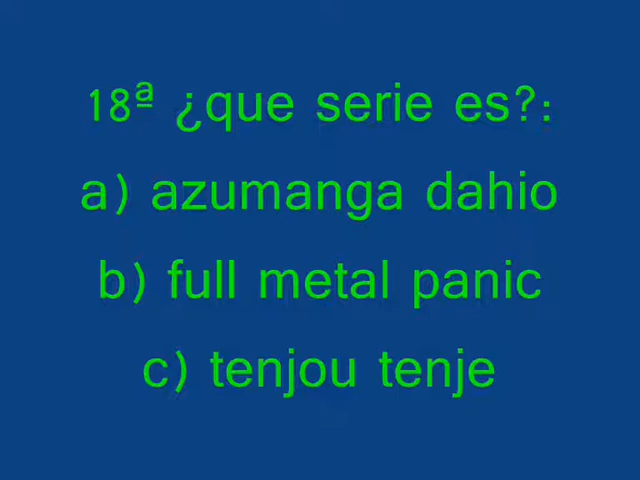 18ª ¿que serie es?:
a) azumanga dahio
b) full metal panic
c) tenjou tenje